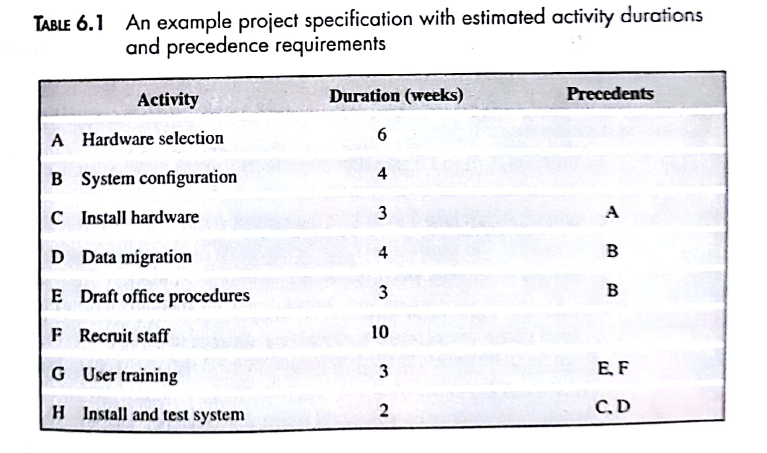 TABLE 6.1 An example project specification with estimated activity durations
and precedence requirements
Activity Duration (weeks) Precedents
A Hardware selection 6
B System configuration 4
C Install hardware 3 A
D Data migration 4 B
E Draft office procedures 3 B
F Recruit staff 10
G User training 3 E, F
H Install and test system 2 C, D